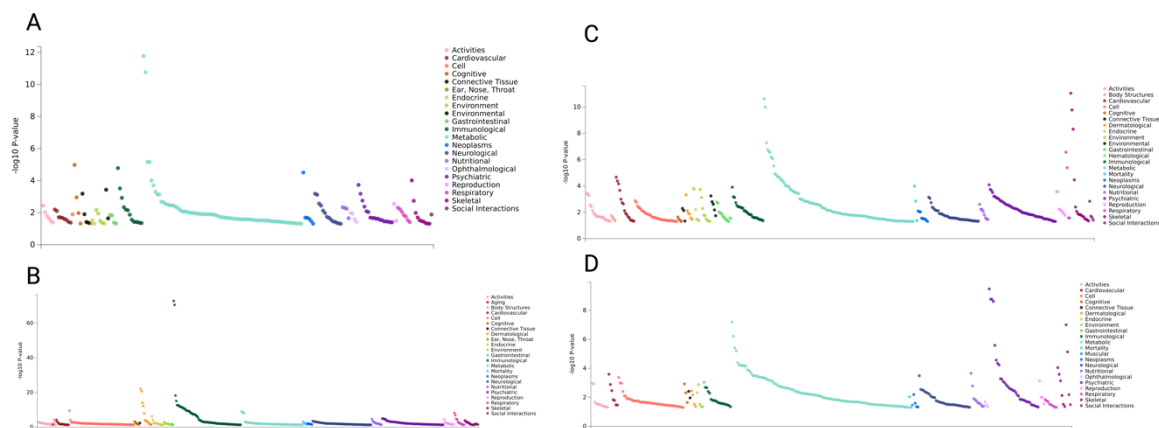 A
12
10
8
6
4
2
0
-log10 P-value
Activities
Cardiovascular
Cell
Cognitive
Connective Tissue
Ear, Nose, Throat
Endocrine
Environment
Environmental
Gastrointestinal
Immunological
Metabolic
Neoplasms
Neurological
Nutritional
Ophthalmological
Psychiatric
Reproduction
Respiratory
Skeletal
Social Interactions
B
60
40
20
0
-log10 P-value
Activities
Aging
Body Structures
Cardiovascular
Cell
Cognitive
Connective Tissue
Dermatological
Ear, Nose, Throat
Endocrine
Environment
Gastrointestinal
Immunological
Metabolic
Mortality
Neoplasms
Neurological
Nutritional
Psychiatric
Reproduction
Respiratory
Skeletal
Social Interactions
C
10
8
6
4
2
0
-log10 P-value
Activities
Body Structures
Cardiovascular
Cell
Cognitive
Connective Tissue
Dermatological
Endocrine
Environment
Environmental
Gastrointestinal
Hematological
Immunological
Metabolic
Mortality
Neoplasms
Neurological
Nutritional
Psychiatric
Reproduction
Respiratory
Skeletal
Social Interactions
D
8
6
4
2
0
-log10 P-value
Activities
Cardiovascular
Cell
Cognitive
Connective Tissue
Dermatological
Endocrine
Environment
Gastrointestinal
Immunological
Metabolic
Mortality
Muscular
Neoplasms
Neurological
Nutritional
Ophthalmological
Psychiatric
Reproduction
Respiratory
Skeletal
Social Interactions